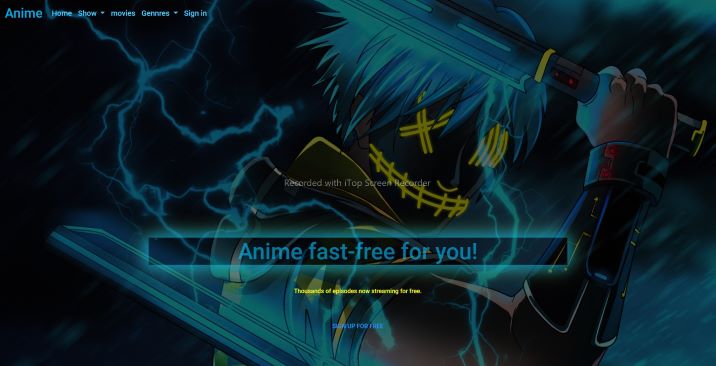 Anime Home Show movies Gennres Sign in
Recorded with iTop Screen Recorder
Anime fast-free for you!
Thousands of episodes now streaming for free.
SIGN UP FOR FREE